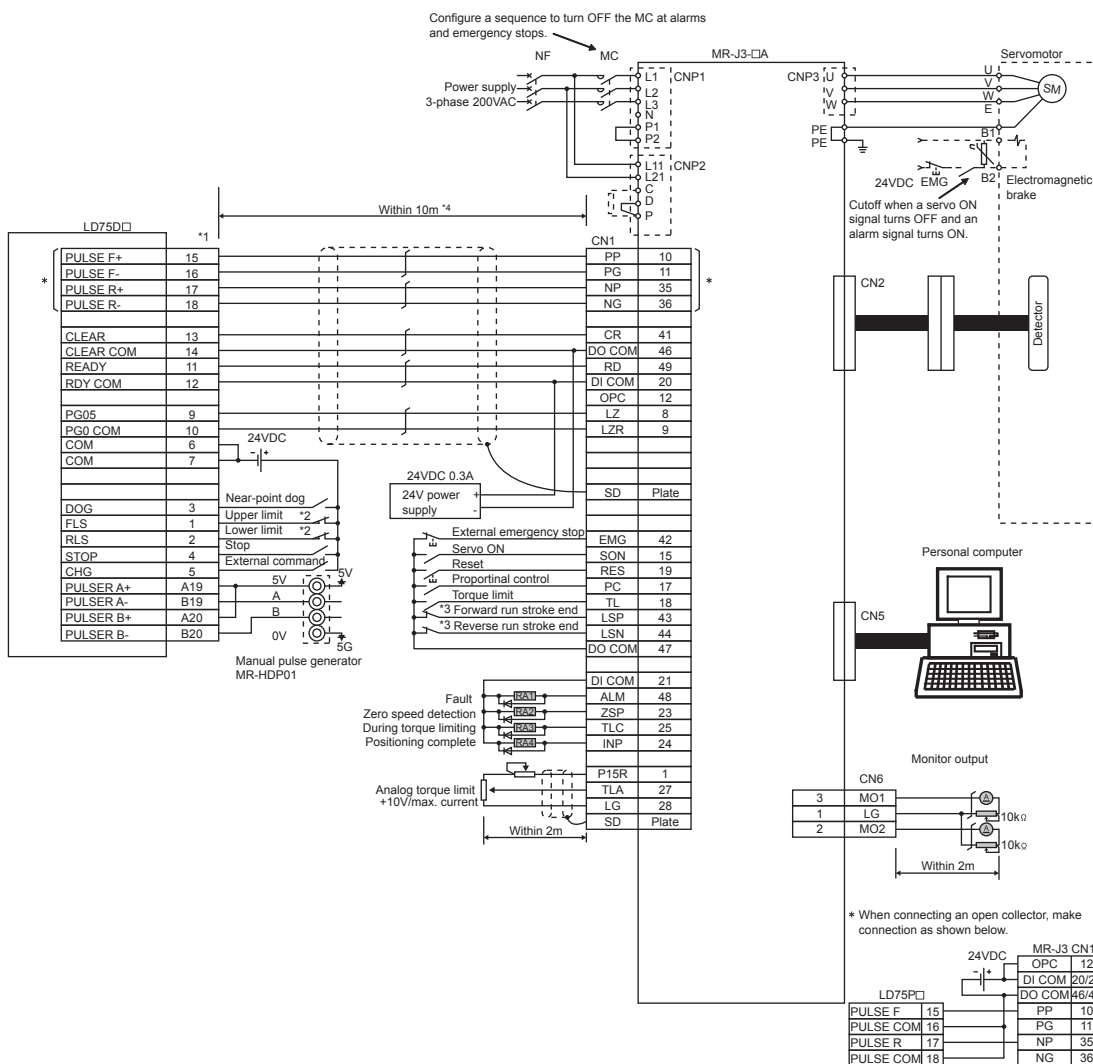 Configure a sequence to turn OFF the MC at alarms
and emergency stops.
NF MC MR-J3-□A Servomotor
Power supply
3-phase 200VAC
L1 CNP1
L2
L3
N
P1
P2
L11 CNP2
L21
C
D
P
CNP3 U
V
W
PE
PE
U
V
W
E
SM
B1
B2
24VDC EMG
Electromagnetic
brake
Cutoff when a servo ON
signal turns OFF and an
alarm signal turns ON.
Within 10m *4
LD75D□
*1
*
PULSE F+ 15
PULSE F- 16
PULSE R+ 17
PULSE R- 18
CLEAR 13
CLEAR COM 14
READY 11
RDY COM 12
PG05 9
PG0 COM 10
COM 6
COM 7
DOG 3
FLS 1
RLS 2
STOP 4
CHG 5
PULSER A+ A19
PULSER A- B19
PULSER B+ A20
PULSER B- B20
24VDC
- +
Near-point dog
Upper limit *2
Lower limit *2
Stop
External command
5V 5V
A
B
0V 5G
Manual pulse generator
MR-HDP01
CN1
PP 10
PG 11
NP 35
NG 36
*
CR 41
DO COM 46
RD 49
DI COM 20
OPC 12
LZ 8
LZR 9
SD Plate
24VDC 0.3A
24V power +
supply -
External emergency stop EMG 42
Servo ON SON 15
Reset RES 19
Proportinal control PC 17
Torque limit TL 18
*3 Forward run stroke end LSP 43
*3 Reverse run stroke end LSN 44
DO COM 47
DI COM 21
Fault RA1 ALM 48
Zero speed detection RA2 ZSP 23
During torque limiting RA3 TLC 25
Positioning complete RA4 INP 24
P15R 1
TLA 27
LG 28
SD Plate
Analog torque limit
+10V/max. current
Within 2m
CN2
Detector
Personal computer
CN5
Monitor output
CN6
3 MO1 A
1 LG 10kΩ
2 MO2 A
10kΩ
Within 2m
* When connecting an open collector, make
connection as shown below.
24VDC
- +
MR-J3 CN1
OPC 12
DI COM 20/2
DO COM 46/4
PP 10
PG 11
NP 35
NG 36
LD75P□
PULSE F 15
PULSE COM 16
PULSE R 17
PULSE COM 18